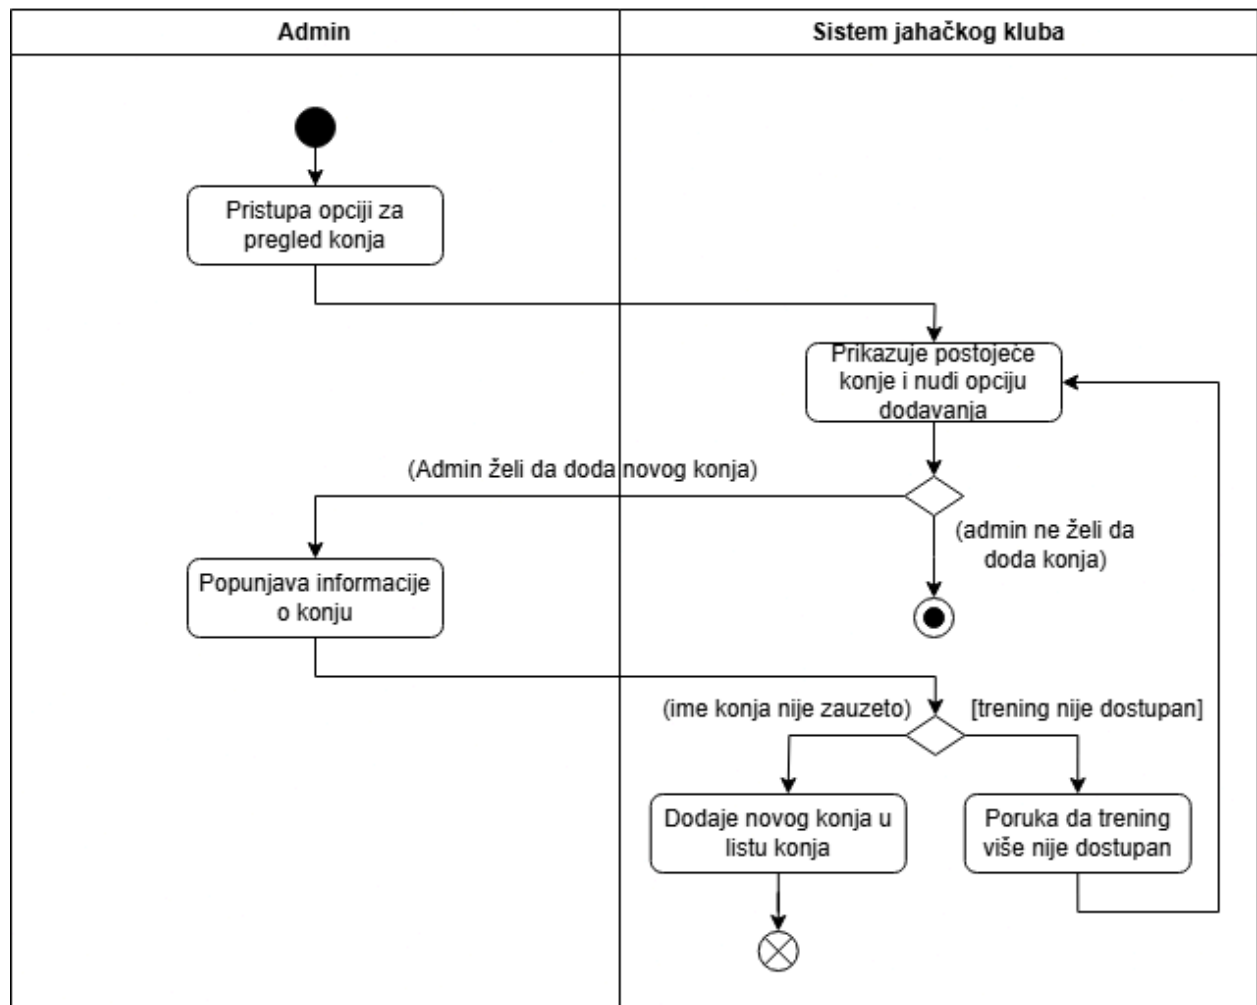 Admin
Sistem jahačkog kluba
Pristupa opciji za
pregled konja
Prikazuje postojeće
konje i nudi opciju
dodavanja
(Admin želi da doda novog konja)
(admin ne želi da
doda konja)
Popunjava informacije
o konju
(ime konja nije zauzeto)
[trening nije dostupan]
Dodaje novog konja u
listu konja
Poruka da trening
više nije dostupan